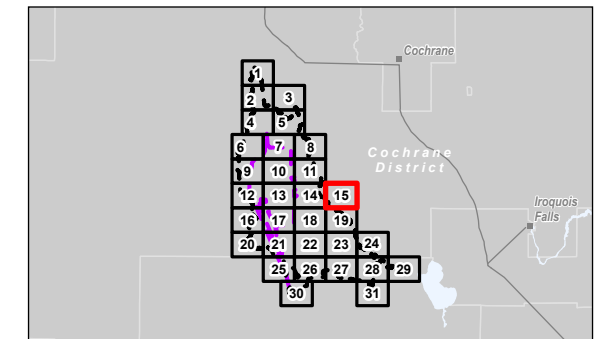 Cochrane
1
2 3
4 5
6 7 8
Cochrane
District
9 10 11
12 13 14 15
Iroquois
Falls
16 17 18 19
20 21 22 23 24
25 26 27 28 29
30 31